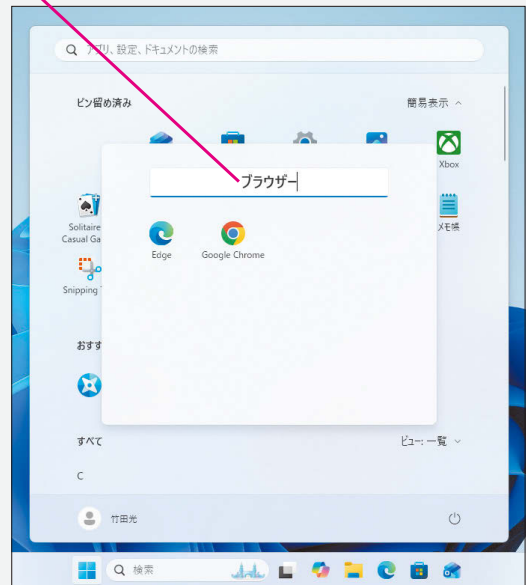 アプリ、設定、ドキュメントの検索
ピン留め済み
簡易表示
Xbox
ブラウザー
Solitaire
Casual Ga
メモ帳
Edge
Google Chrome
Snipping
おすす
すべて
ビュー: 一覧
C
竹田光
検索